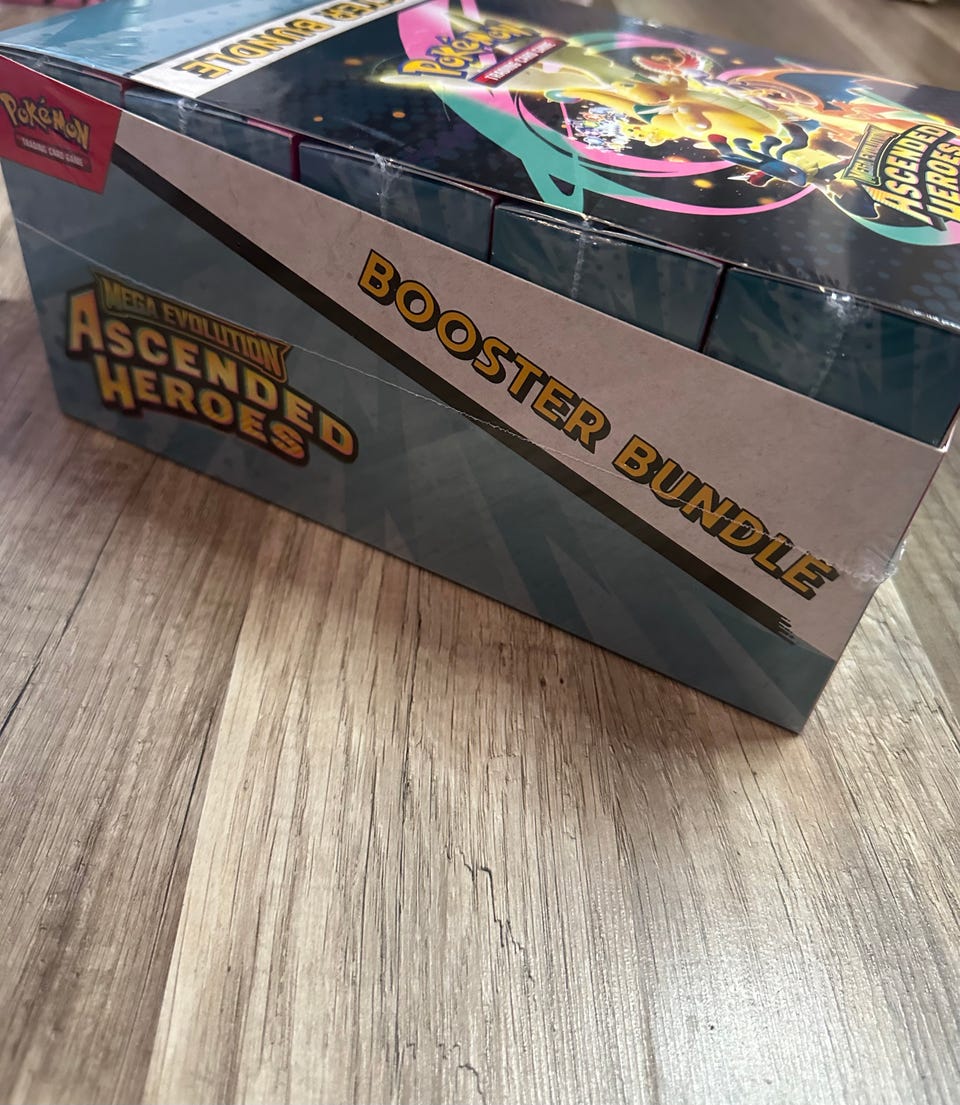 TER BUNDLE
Pokémon
TRADING CARD GAME
MEGA EVOLUTION
ASCENDED
HEROES
Pokémon
TRADING CARD GAME
MEGA EVOLUTION
ASCENDED
HEROES
BOOSTER BUNDLE